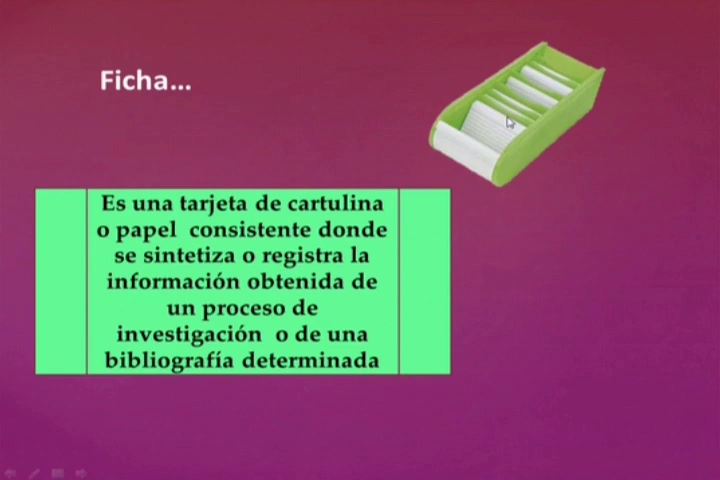 Ficha...
Es una tarjeta de cartulina
o papel consistente donde
se sintetiza o registra la
información obtenida de
un proceso de
investigación o de una
bibliografía determinada